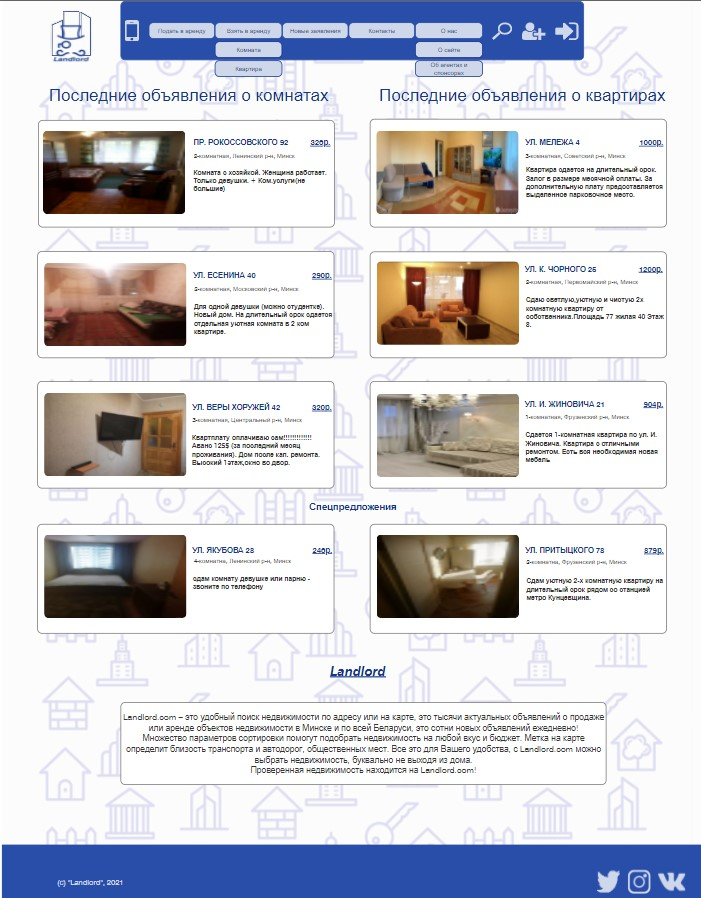 Landlord
Подать в аренду
Взять в аренду
Новые заявления
Контакты
О нас
Комната
О сайте
Квартира
Об агентах и
спонсорах
Последние объявления о комнатах
Последние объявления о квартирах
ПР. РОКОССОВСКОГО 92 326р.
2-комнатная, Ленинский р-н, Минск
Комната с хозяйкой. Женщина работает.
Только девушки. + Ком.услуги(не
большие)
УЛ. МЕЛЕЖА 4 1000р.
3-комнатная, Советский р-н, Минск
Квартира сдается на длительный срок.
Залог в размере месячной оплаты. За
дополнительную плату предоставляется
выделенное парковочное место.
УЛ. ЕСЕНИНА 40 290р.
2-комнатная, Московский р-н, Минск
Для одной девушки (можно студентке).
Новый дом. На длительный срок сдается
отдельная уютная комната в 2 ком
квартире.
УЛ. К. ЧОРНОГО 25 1200р.
2-комнатная, Первомайский р-н, Минск
Сдаю светлую,уютную и чистую 2х
комнатную квартиру от
собственника.Площадь 77 жилая 40 Этаж
8.
УЛ. ВЕРЫ ХОРУЖЕЙ 42 320р.
3-комнатная, Центральный р-н, Минск
Квартплату оплачиваю сам!!!!!!!!!!!!!
Аванс 125$ (за последний месяц
проживания). Дом после кап. ремонта.
Высокий 1этаж,окно во двор.
УЛ. И. ЖИНОВИЧА 21 904р.
1-комнатная, Фрузенский р-н, Минск
Сдается 1-комнатная квартира по ул. И.
Жиновича. Квартира с отличными
ремонтом. Есть вся необходимая новая
мебель
Спецпредложения
УЛ. ЯКУБОВА 28 246р.
4-комнатна, Ленинский р-н, Минск
сдам комнату девушке или парню -
звоните по телефону
УЛ. ПРИТЫЦКОГО 78 879р.
2-комнатна, Фрузенский р-н, Минск
Сдам уютную 2-х комнатную квартиру на
длительный срок рядом со станцией
метро Кунцевщина.
Landlord
Landlord.com – это удобный поиск недвижимости по адресу или на карте, это тысячи актуальных объявлений о продаже
или аренде объектов недвижимости в Минске и по всей Беларуси, это сотни новых объявлений ежедневно!
Множество параметров сортировки помогут подобрать недвижимость на любой вкус и бюджет. Метка на карте
определит близость транспорта и автодорог, общественных мест. Все это для Вашего удобства, с Landlord.com можно
выбрать недвижимость, буквально не выходя из дома.
Проверенная недвижимость находится на Landlord.com!
(c) "Landlord", 2021